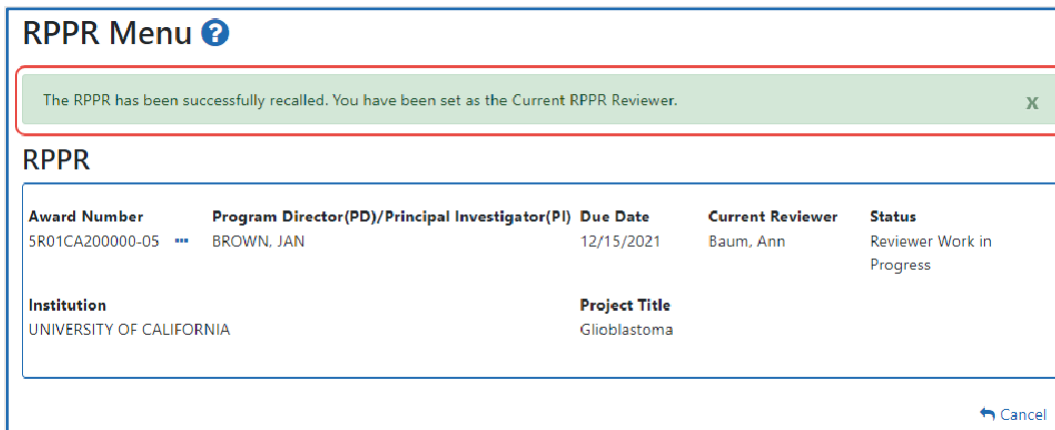 RPPR Menu ?
The RPPR has been successfully recalled. You have been set as the Current RPPR Reviewer. X
RPPR
Award Number Program Director(PD)/Principal Investigator(PI) Due Date Current Reviewer Status
5R01CA200000-05 ••• BROWN, JAN 12/15/2021 Baum, Ann Reviewer Work in
Progress
Institution Project Title
UNIVERSITY OF CALIFORNIA Glioblastoma
Cancel